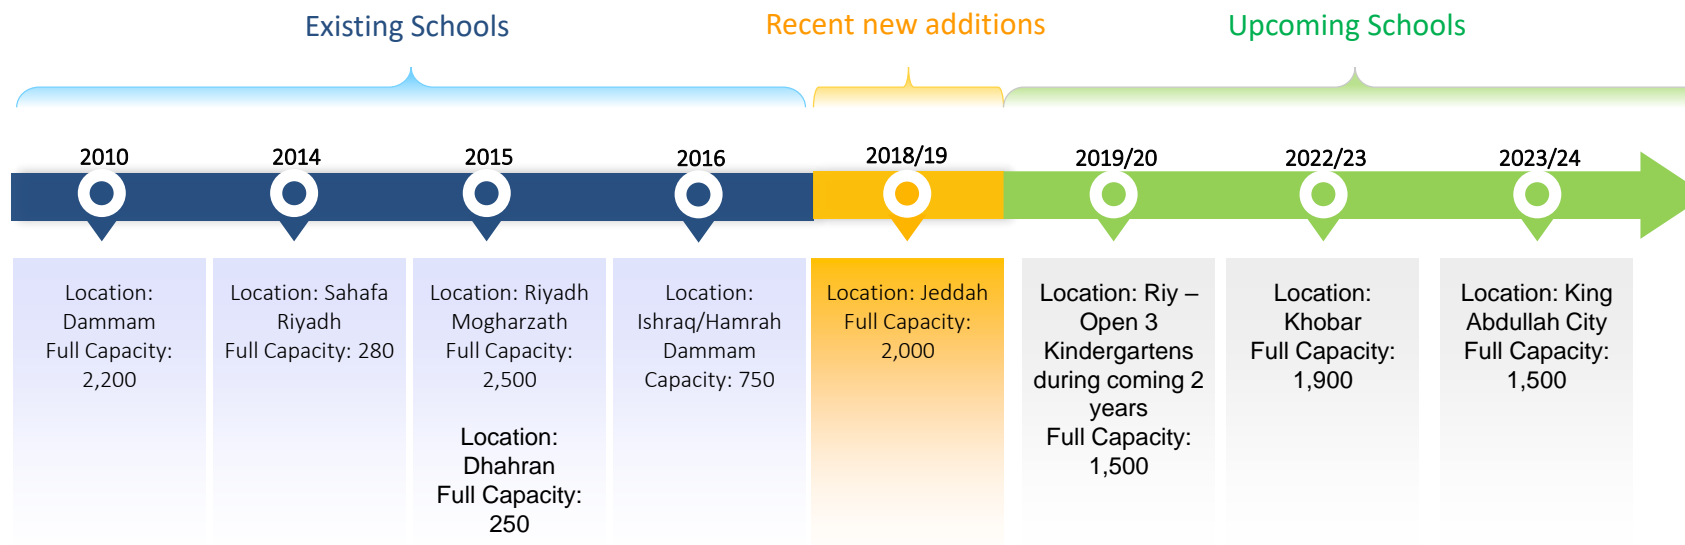 Existing Schools
Recent new additions
Upcoming Schools
2010
2014
2015
2016
2018/19
2019/20
2022/23
2023/24
Location:
Dammam
Full Capacity:
2,200
Location: Sahafa
Riyadh
Full Capacity: 280
Location: Riyadh
Mogharzath
Full Capacity:
2,500
Location:
Dhahran
Full Capacity:
250
Location:
Ishraq/Hamrah
Dammam
Capacity: 750
Location: Jeddah
Full Capacity:
2,000
Location: Riy –
Open 3
Kindergartens
during coming 2
years
Full Capacity:
1,500
Location:
Khobar
Full Capacity:
1,900
Location: King
Abdullah City
Full Capacity:
1,500